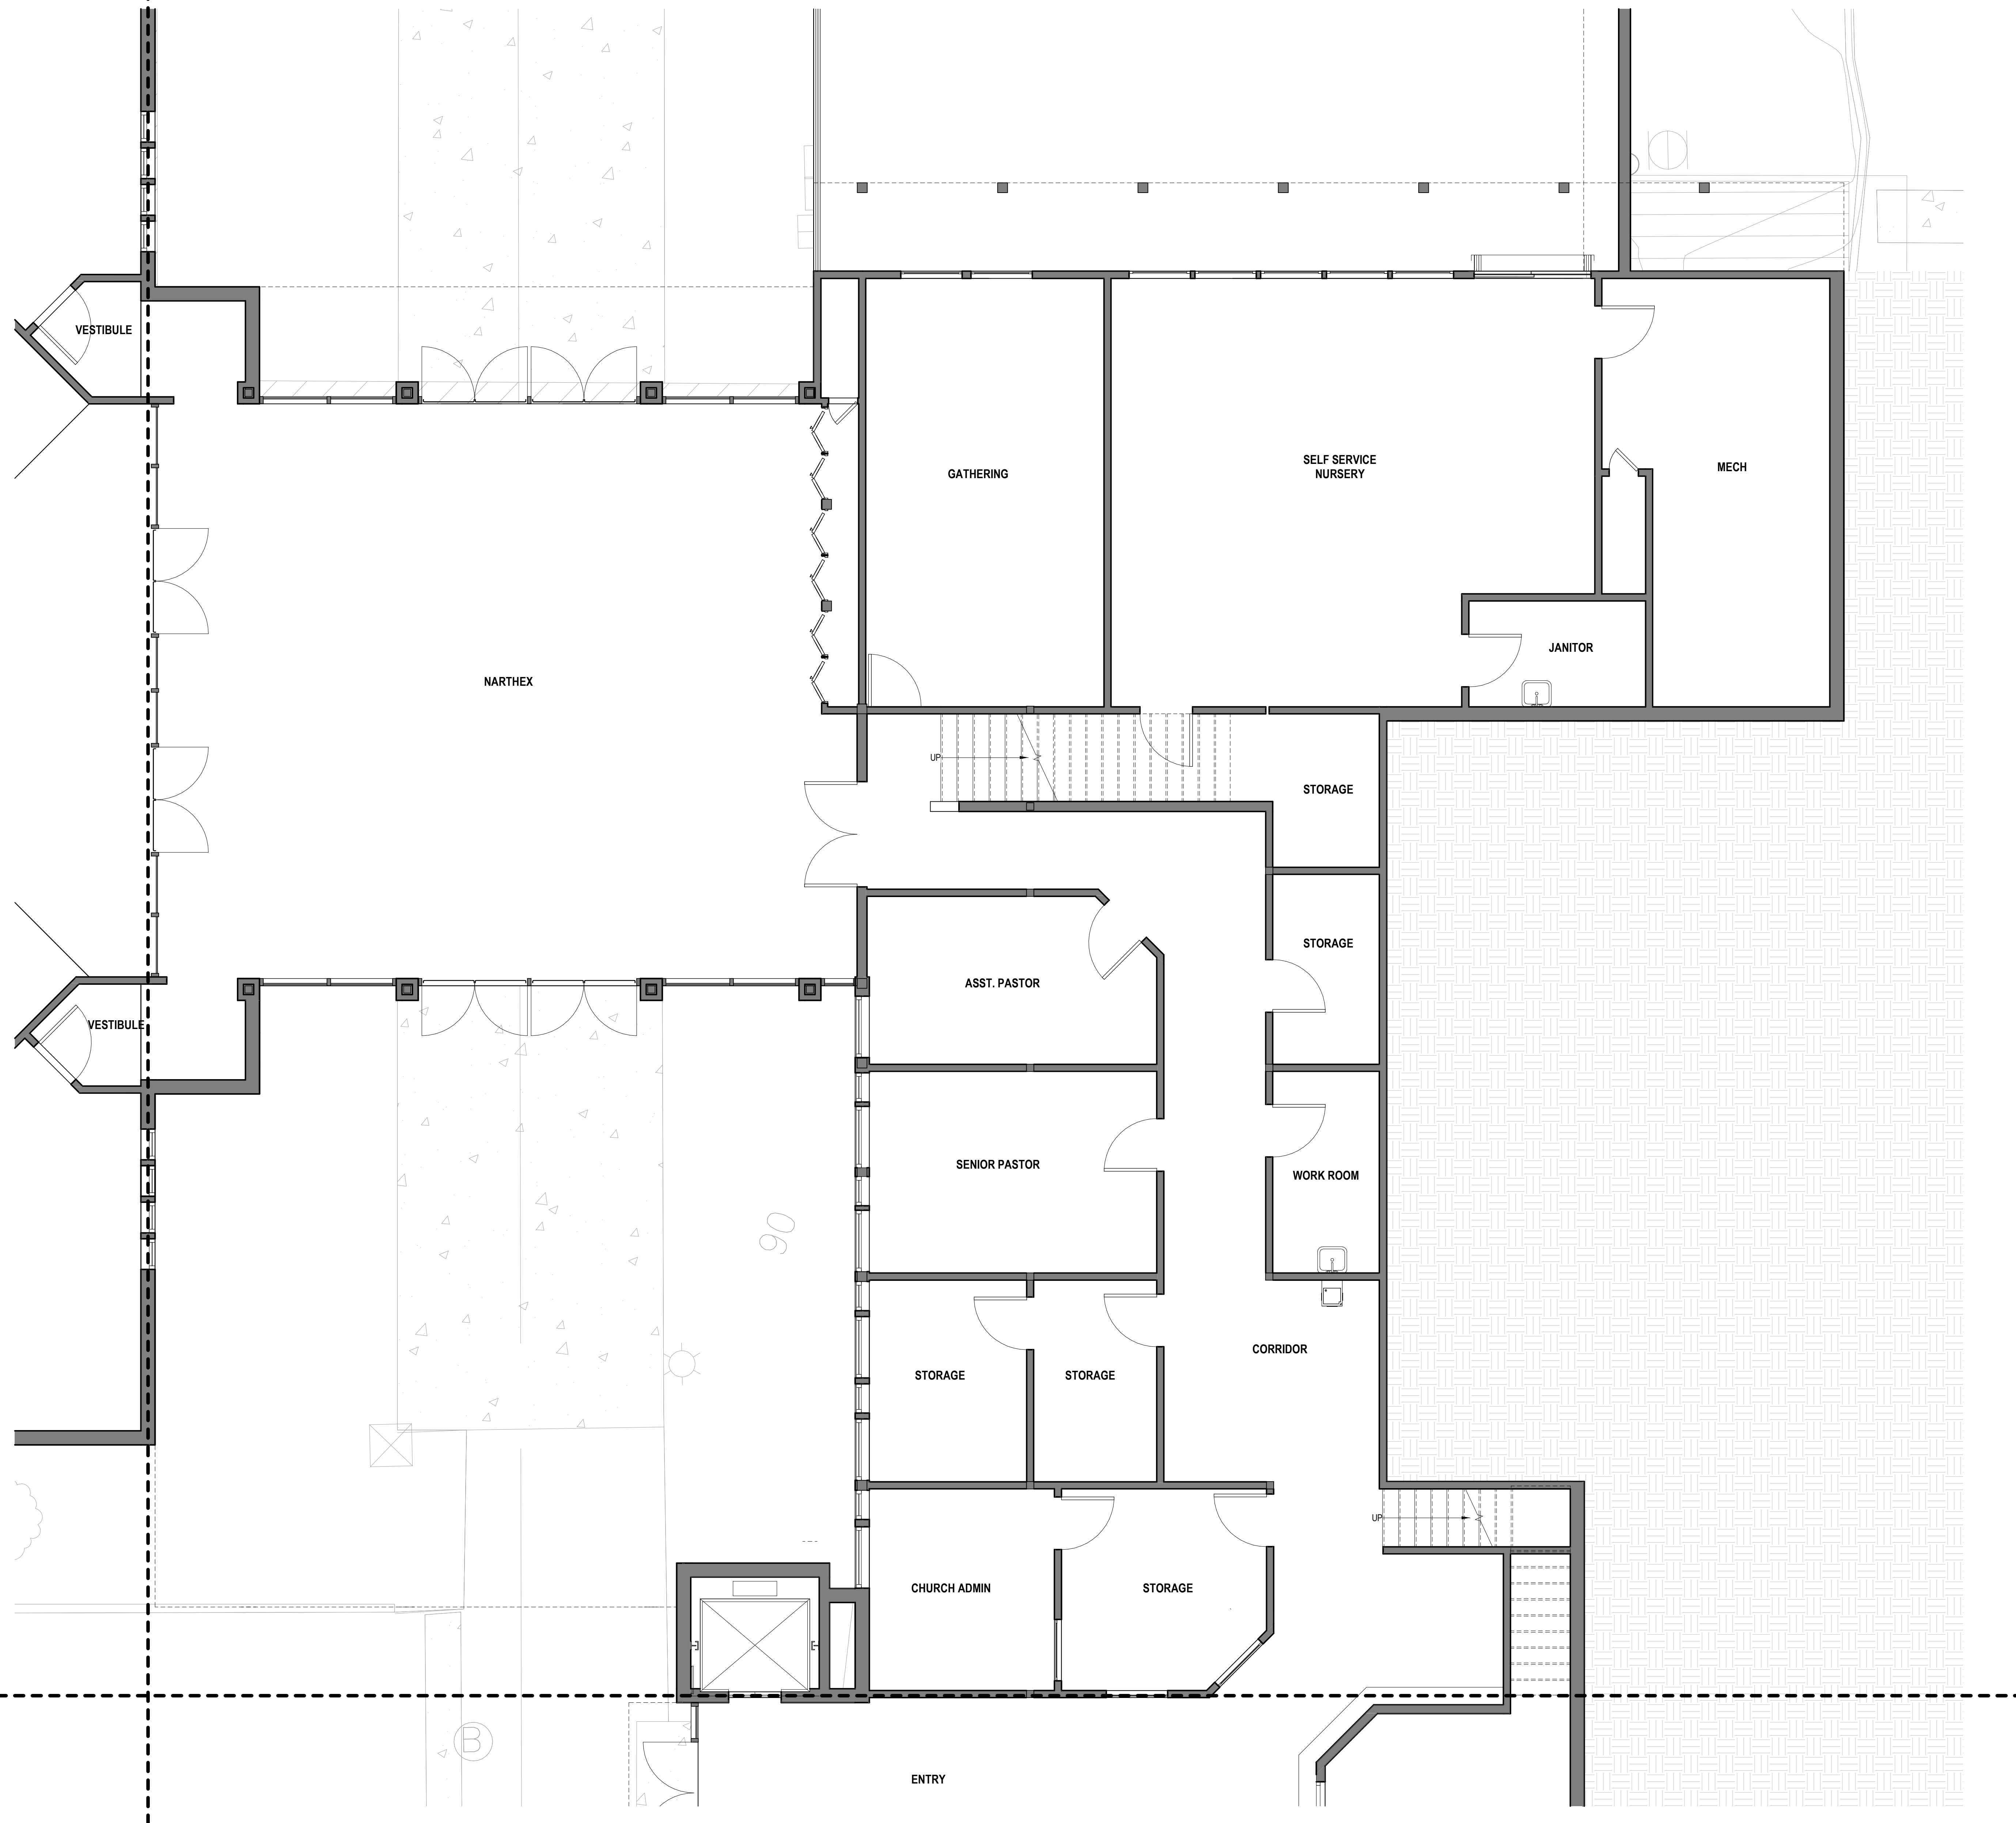 VESTIBULE
GATHERING
SELF SERVICE
NURSERY
MECH
JANITOR
NARTHEX
UP
STORAGE
STORAGE
ASST. PASTOR
VESTIBULE
SENIOR PASTOR
WORK ROOM
90
CORRIDOR
STORAGE
STORAGE
UP
CHURCH ADMIN
STORAGE
B
ENTRY